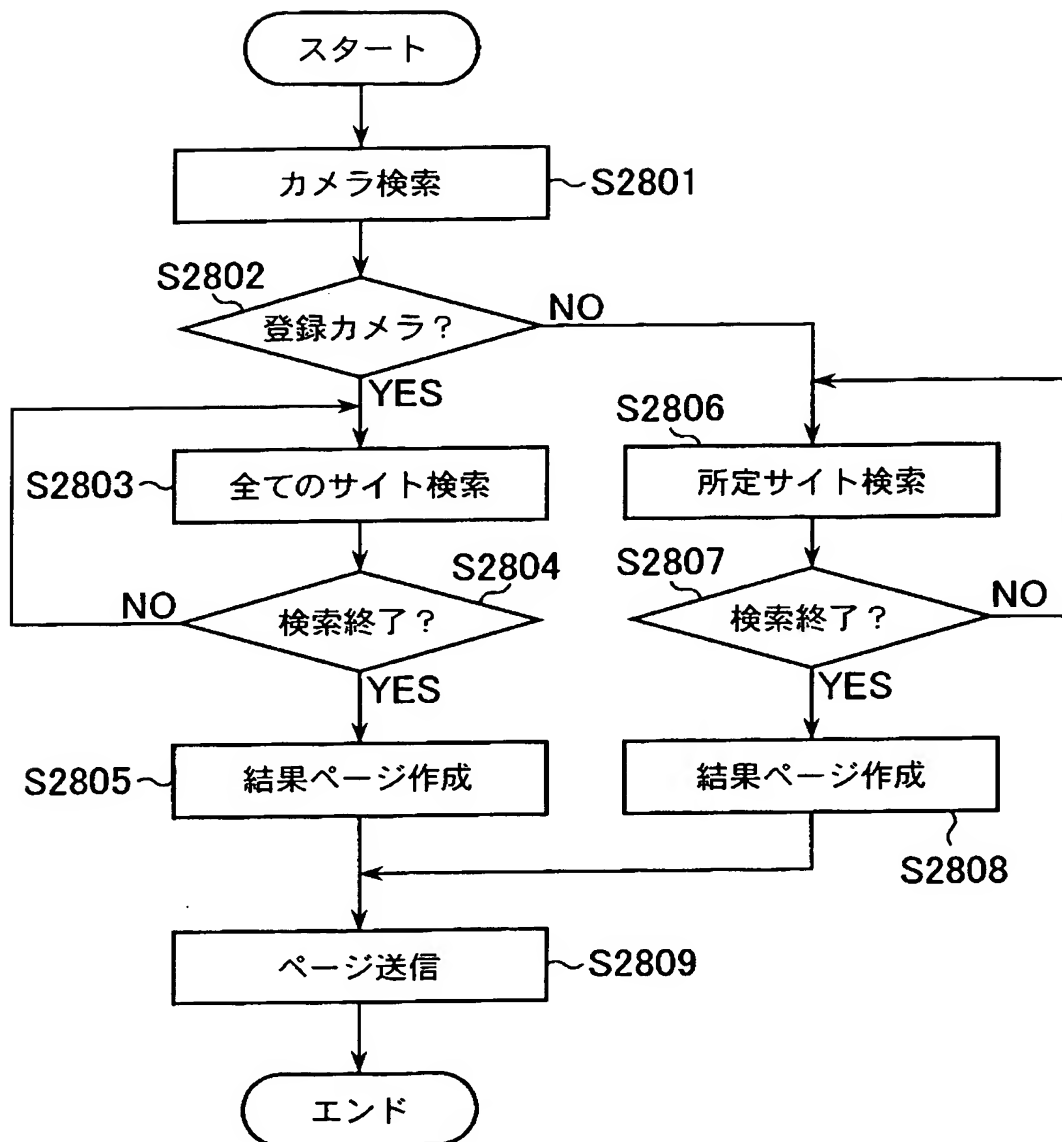 スタート
カメラ検索
S2801
S2802
登録カメラ?
NO
YES
S2806
S2803
全てのサイト検索
所定サイト検索
S2804
S2807
NO
検索終了?
検索終了?
NO
YES
YES
S2805
結果ページ作成
結果ページ作成
S2808
ページ送信
S2809
エンド